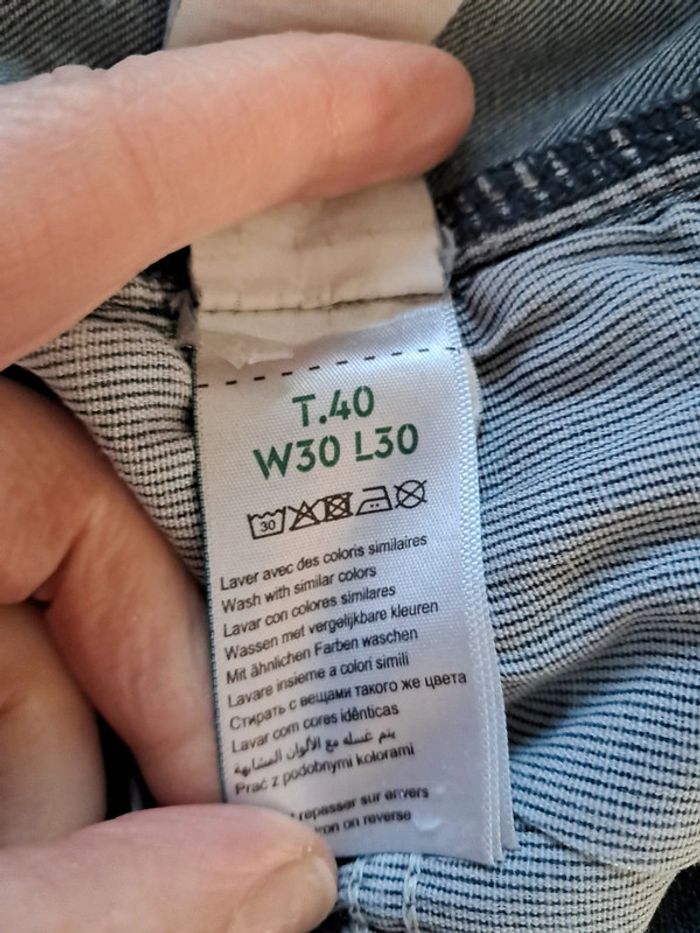 T.40
W30 L30
30
Laver avec des coloris similaires
Wash with similar colors
Lavar con colores similares
Wassen met vergelijkbare kleuren
Mit ähnlichen Farben waschen
Lavare insieme a colori simili
Стирать с вещами такого же цвета
Lavar com cores idênticas
يتم غسله مع الألوان المشابهة
Prać z podobnymi kolorami
repasser sur envers
on reverse